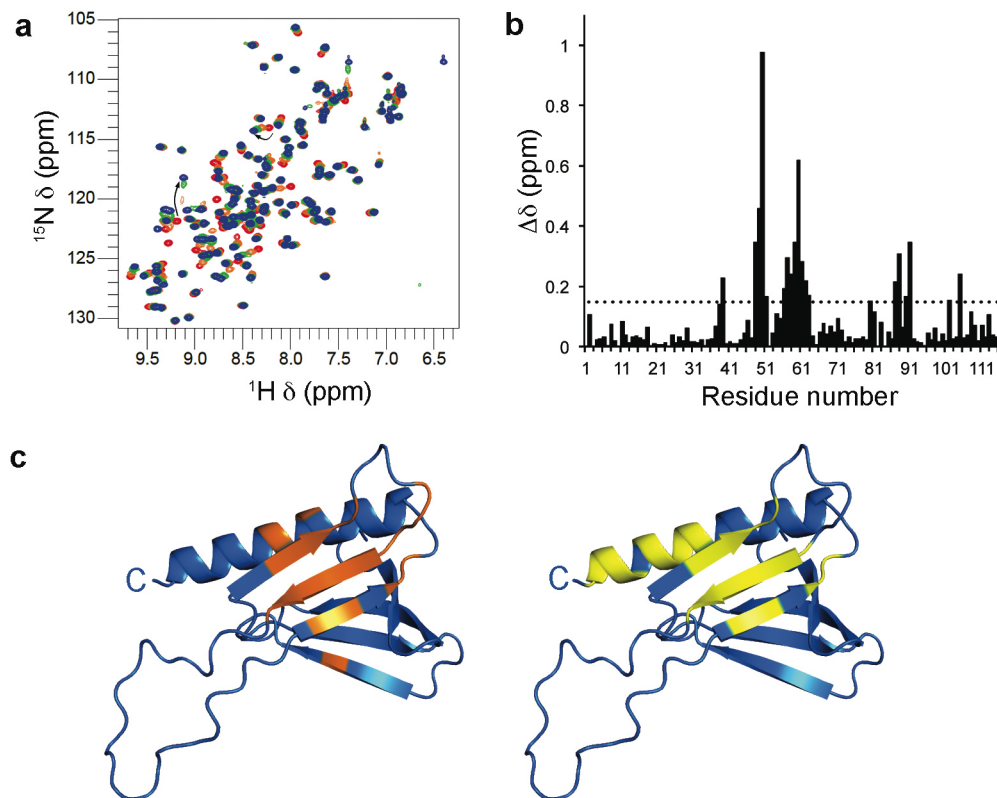 a
105
110
115
120
125
130
¹⁵N δ (ppm)
9.5 9.0 8.5 8.0 7.5 7.0 6.5
¹H δ (ppm)
b
1
0.8
0.6
0.4
0.2
0
Δδ (ppm)
1 11 21 31 41 51 61 71 81 91 101 111
Residue number
c
C
C